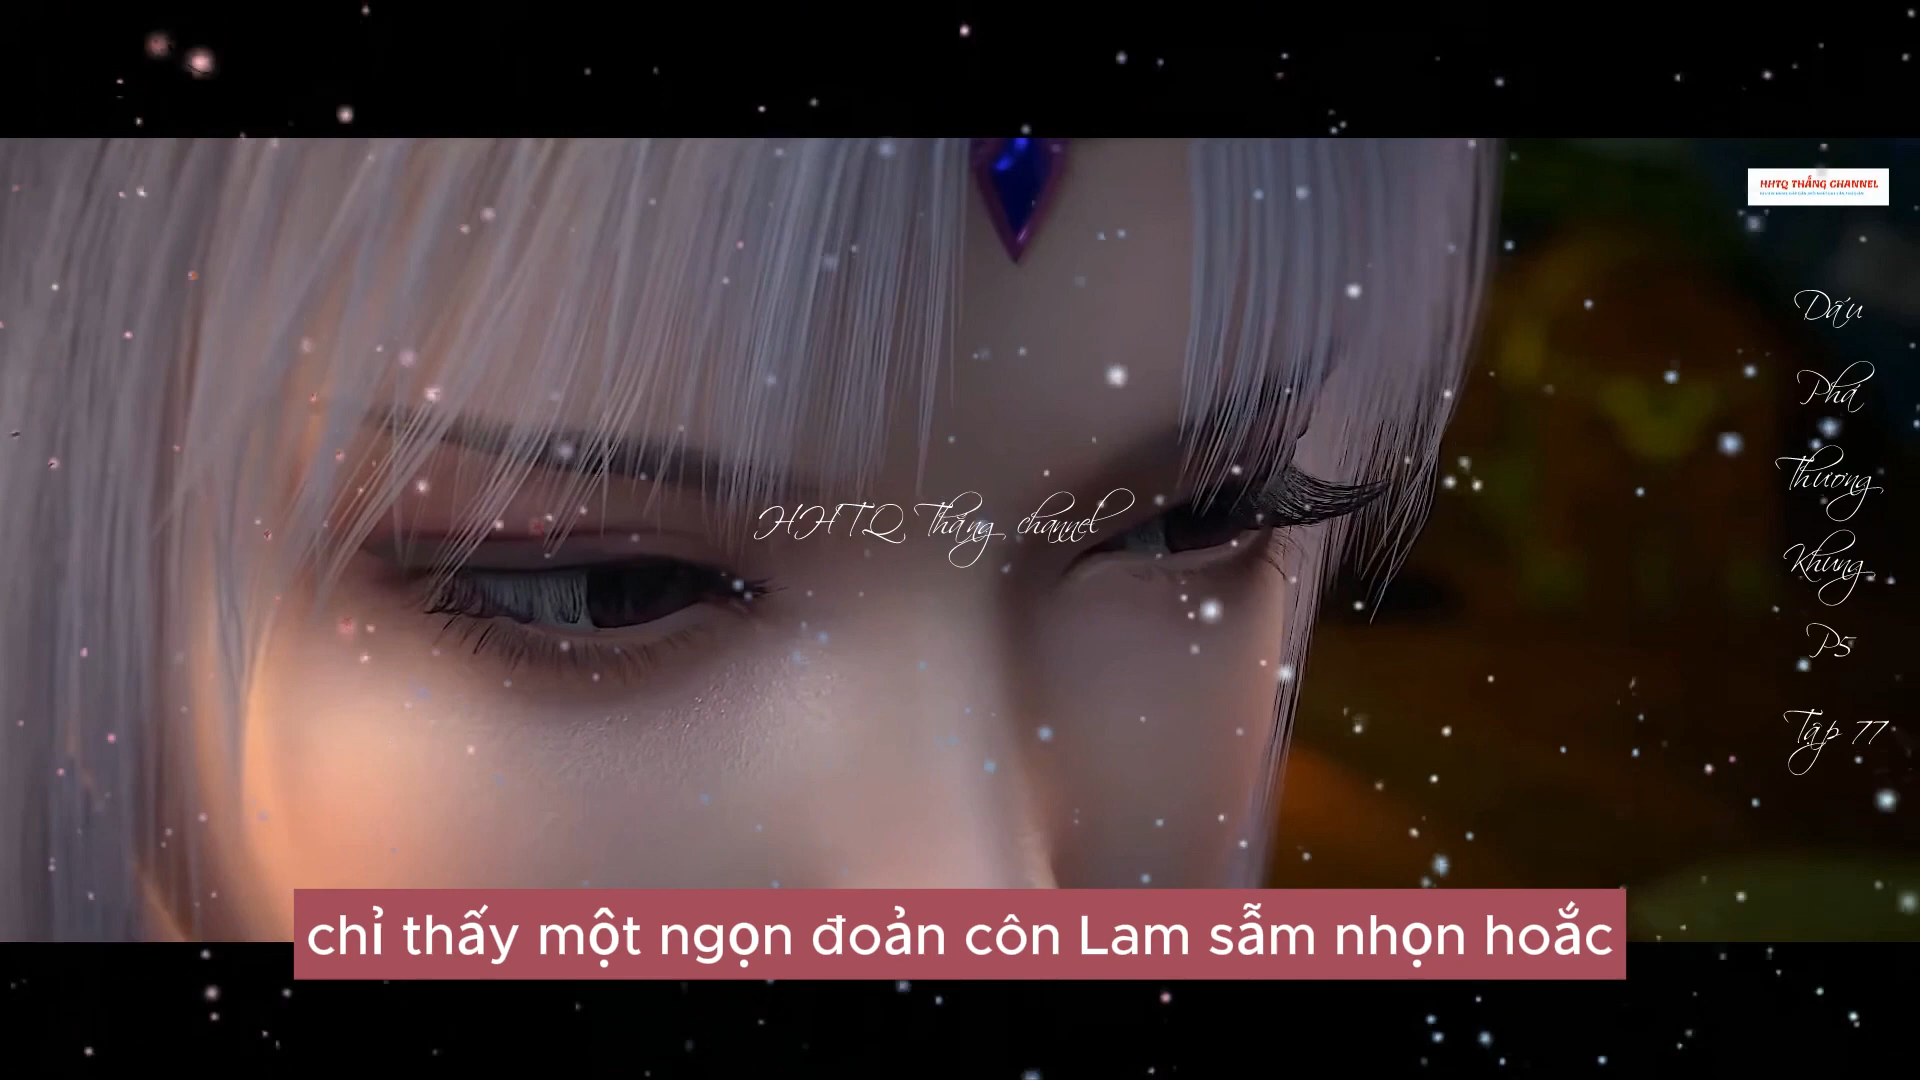 HHTQ THẮNG CHANNEL
Dấu
Phá
Thương
Khung
P5
Tập 77
HHTQ Thắng channel
chỉ thấy một ngọn đoản côn Lam sẫm nhọn hoắc